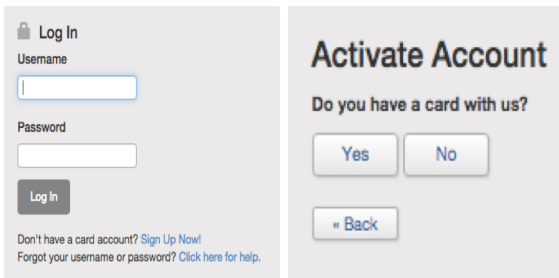 Log In
Username
Password
Log In
Don't have a card account? Sign Up Now!
Forgot your username or password? Click here for help.
Activate Account
Do you have a card with us?
Yes No
« Back